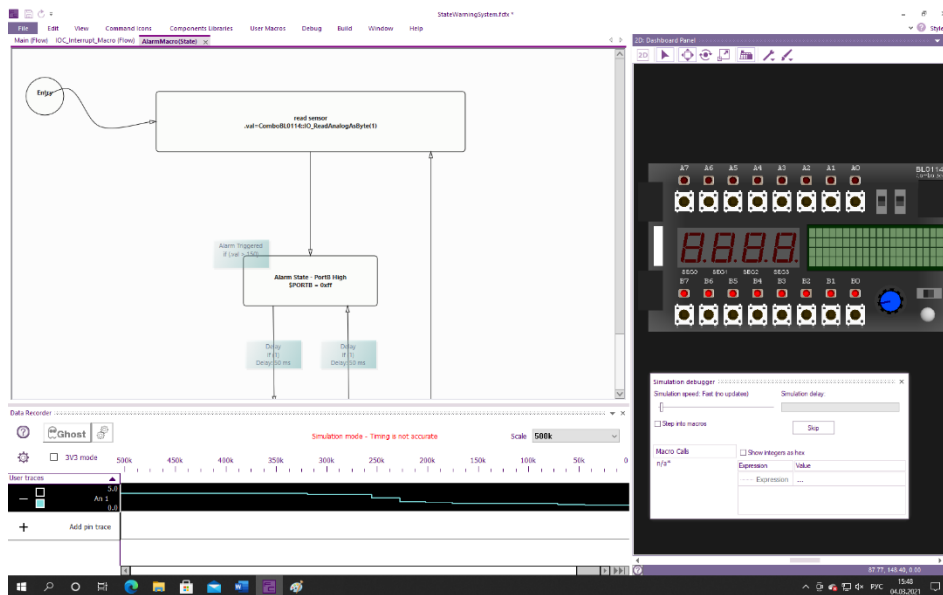 StateWarningSystem.fcfx *
File Edit View Command Icons Components Libraries User Macros Debug Build Window Help
Style
Main (Flow) IOC_Interrupt_Macro (Flow) AlarmMacro(State) ×
2D: Dashboard Panel
2D
Entry
read sensor
.val=ComboBL0114::IO_ReadAnalogAsByte(1)
Alarm Triggered
Alarm State - PortB High
$PORTB = 0xff
Delay
If (1)
Delay: 50 ms
Delay
If (1)
Delay: 50 ms
A7 A6 A5 A4 A3 A2 A1 A0
BL0114
SEG0 SEG1 SEG2 SEG3
B7 B6 B5 B4 B3 B2 B1 B0
Simulation debugger
Simulation speed: Fast (no updates) Simulation delay
Step into macros
Skip
Macro Calls
n/a*
Show integers as hex
Expression Value
Expression ...
Data Recorder
Ghost
Simulation mode - Timing is not accurate
Scale 500k
3V3 mode
500k 450k 400k 350k 300k 250k 200k 150k 100k 50k 0
User traces
An 1
5.0
0.0
Add pin trace
87.77, 148.48, 0.00
РУС
15:48
04.03.2021